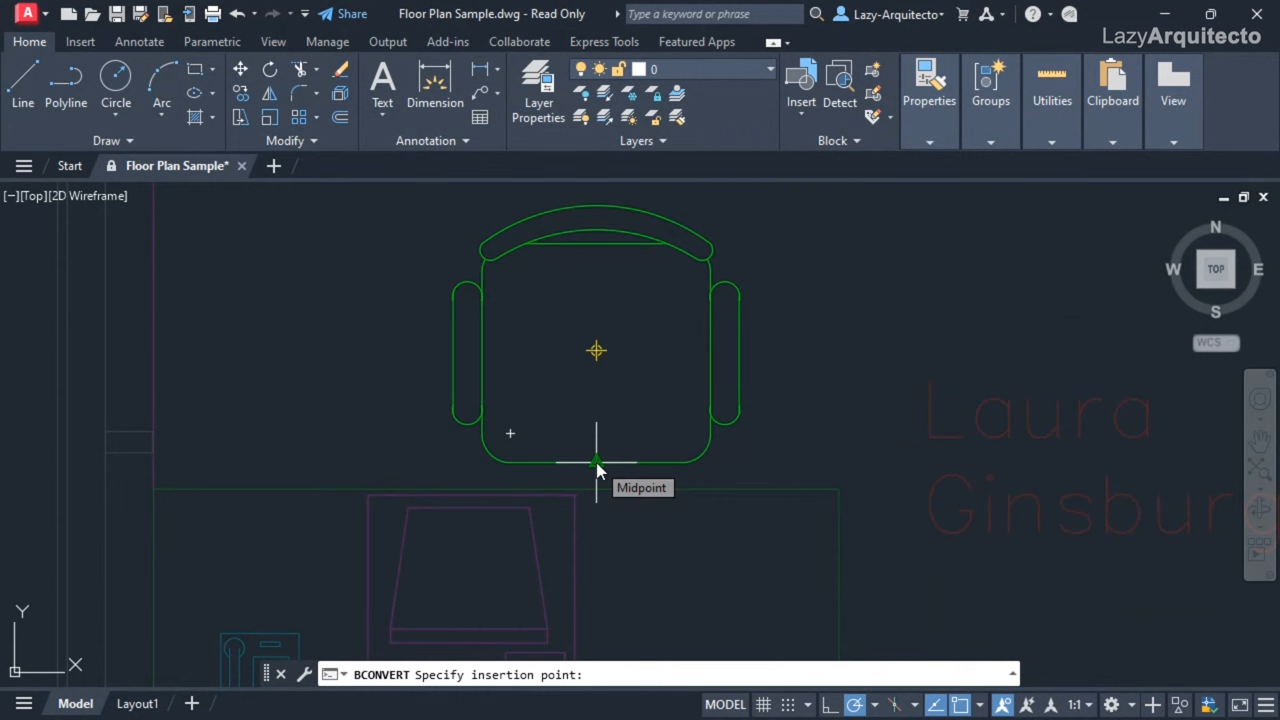 A
Share
Floor Plan Sample.dwg - Read Only
Type a keyword or phrase
Lazy-Arquitecto
?
LazyArquitecto
Home
Insert
Annotate
Parametric
View
Manage
Output
Add-ins
Collaborate
Express Tools
Featured Apps
Line
Polyline
Circle
Arc
Draw
Modify
A
Text
Dimension
Annotation
Layer
Properties
0
Layers
Insert
Detect
Block
Properties
Groups
Utilities
Clipboard
View
Start
Floor Plan Sample*
[−][Top][2D Wireframe]
N
W
TOP
E
S
WCS
Laura
Ginsburg
Midpoint
Y
X
BCONVERT Specify insertion point:
Model
Layout1
MODEL
1:1